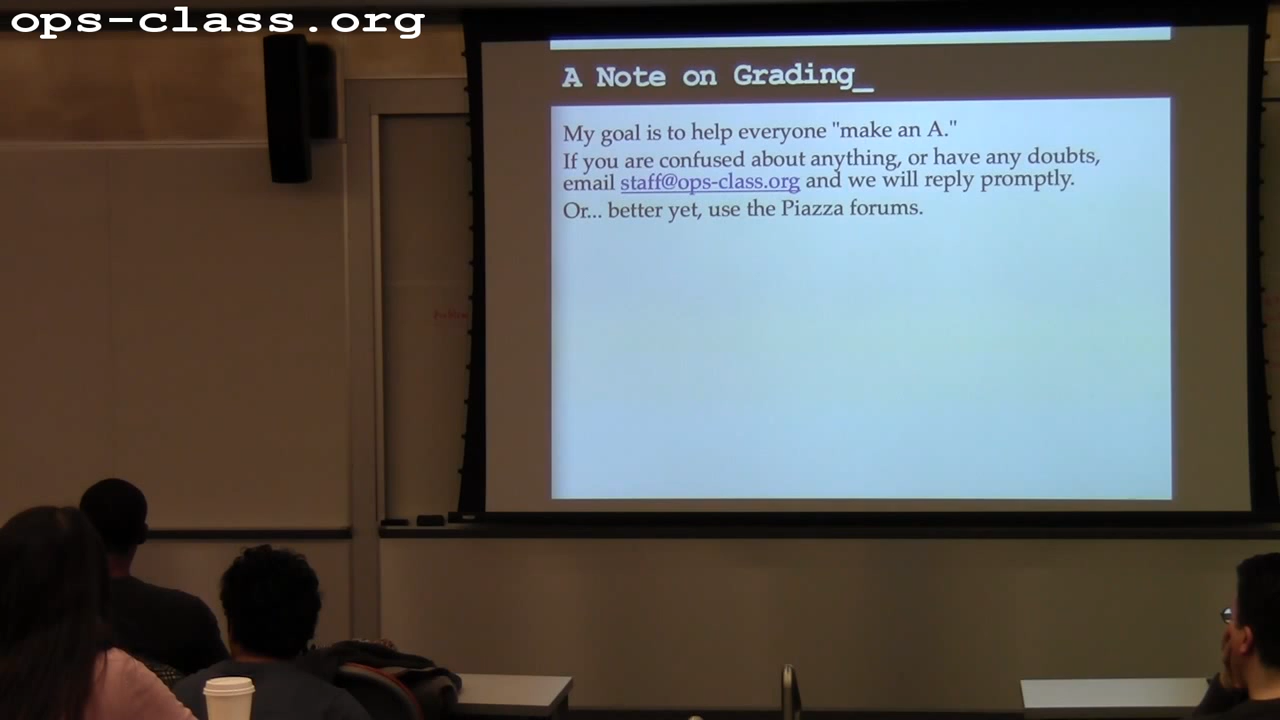 ops-class.org
A Note on Grading_
My goal is to help everyone "make an A."
If you are confused about anything, or have any doubts,
email staff@ops-class.org and we will reply promptly.
Or... better yet, use the Piazza forums.